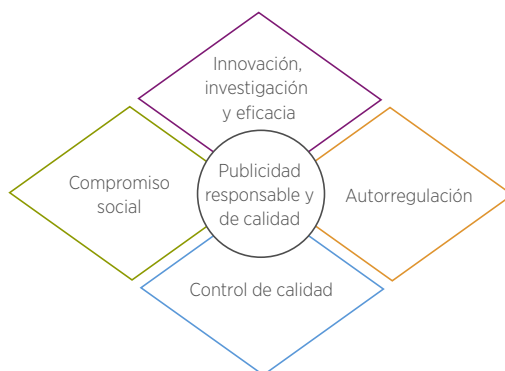 Innovación,
investigación
y eficacia
Compromiso
social
Publicidad
responsable y
de calidad
Autorregulación
Control de calidad